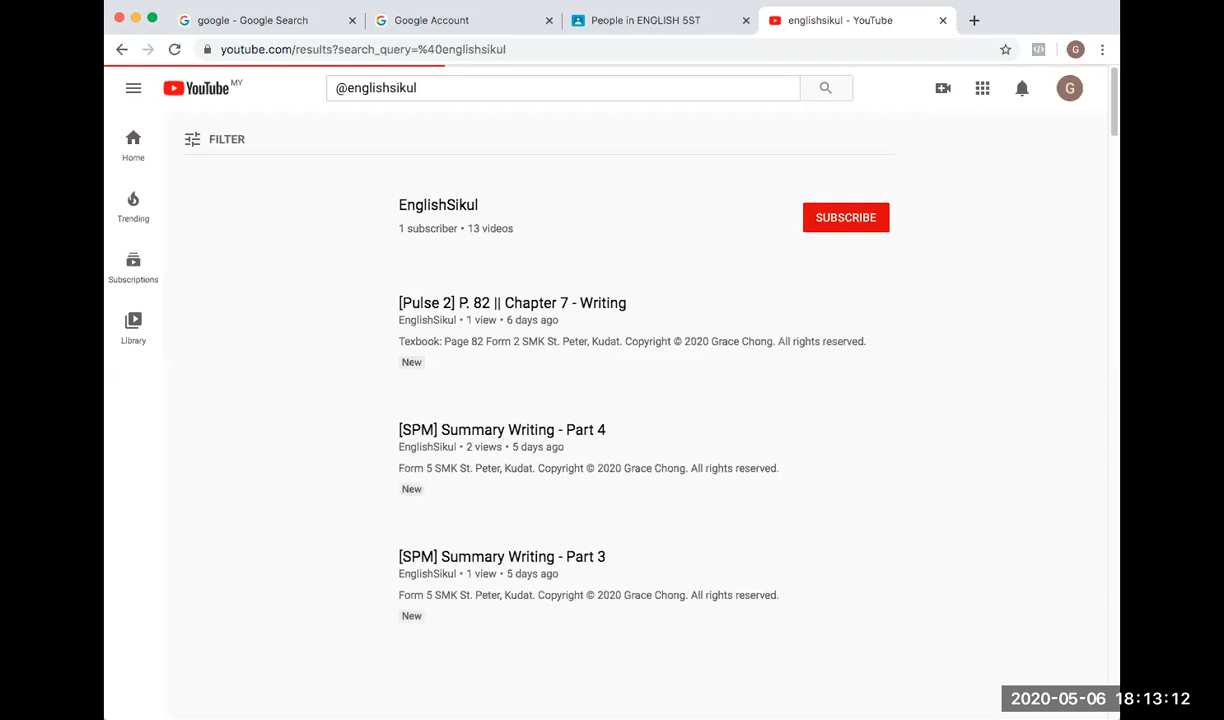 google - Google Search
Google Account
People in ENGLISH 5ST
englishsikul - YouTube
youtube.com/results?search_query=%40englishsikul
G
YouTube MY
@englishsikul
G
Home
Trending
Subscriptions
Library
FILTER
EnglishSikul
1 subscriber • 13 videos
SUBSCRIBE
[Pulse 2] P. 82 || Chapter 7 - Writing
EnglishSikul • 1 view • 6 days ago
Texbook: Page 82 Form 2 SMK St. Peter, Kudat. Copyright © 2020 Grace Chong. All rights reserved.
New
[SPM] Summary Writing - Part 4
EnglishSikul • 2 views • 5 days ago
Form 5 SMK St. Peter, Kudat. Copyright © 2020 Grace Chong. All rights reserved.
New
[SPM] Summary Writing - Part 3
EnglishSikul • 1 view • 5 days ago
Form 5 SMK St. Peter, Kudat. Copyright © 2020 Grace Chong. All rights reserved.
New
2020-05-06 18:13:12